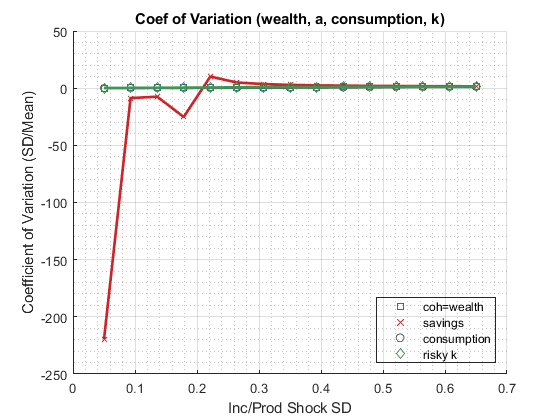 Coef of Variation (wealth, a, consumption, k)
50
0
-50
-100
-150
-200
-250
Coefficient of Variation (SD/Mean)
coh=wealth
savings
consumption
risky k
0 0.1 0.2 0.3 0.4 0.5 0.6 0.7
Inc/Prod Shock SD